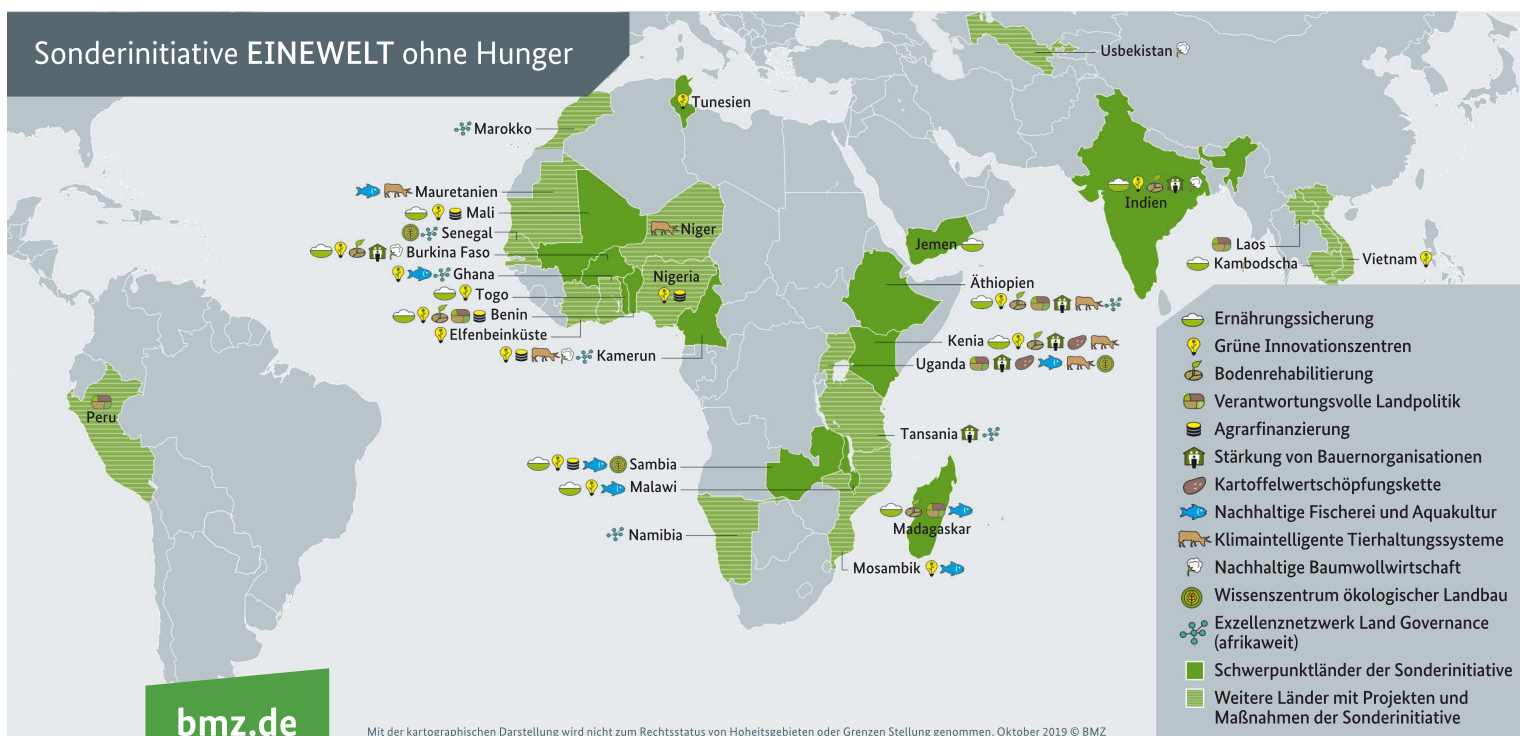 Sonderinitiative EINEWELT ohne Hunger
Usbekistan
Tunesien
Marokko
Mauretanien
Mali
Senegal
Burkina Faso
Ghana
Togo
Benin
Elfenbeinküste
Kamerun
Niger
Nigeria
Jemen
Indien
Laos
Kambodscha
Vietnam
Äthiopien
Kenia
Uganda
Tansania
Peru
Sambia
Malawi
Namibia
Madagaskar
Mosambik
Ernährungssicherung
Grüne Innovationszentren
Bodenrehabilitierung
Verantwortungsvolle Landpolitik
Agrarfinanzierung
Stärkung von Bauernorganisationen
Kartoffelwertschöpfungskette
Nachhaltige Fischerei und Aquakultur
Klimaintelligente Tierhaltungssysteme
Nachhaltige Baumwollwirtschaft
Wissenszentrum ökologischer Landbau
Exzellenznetzwerk Land Governance
(afrikaweit)
Schwerpunktländer der Sonderinitiative
Weitere Länder mit Projekten und
Maßnahmen der Sonderinitiative
bmz.de
Mit der kartographischen Darstellung wird nicht zum Rechtsstatus von Hoheitsgebieten oder Grenzen Stellung genommen. Oktober 2019 © BMZ